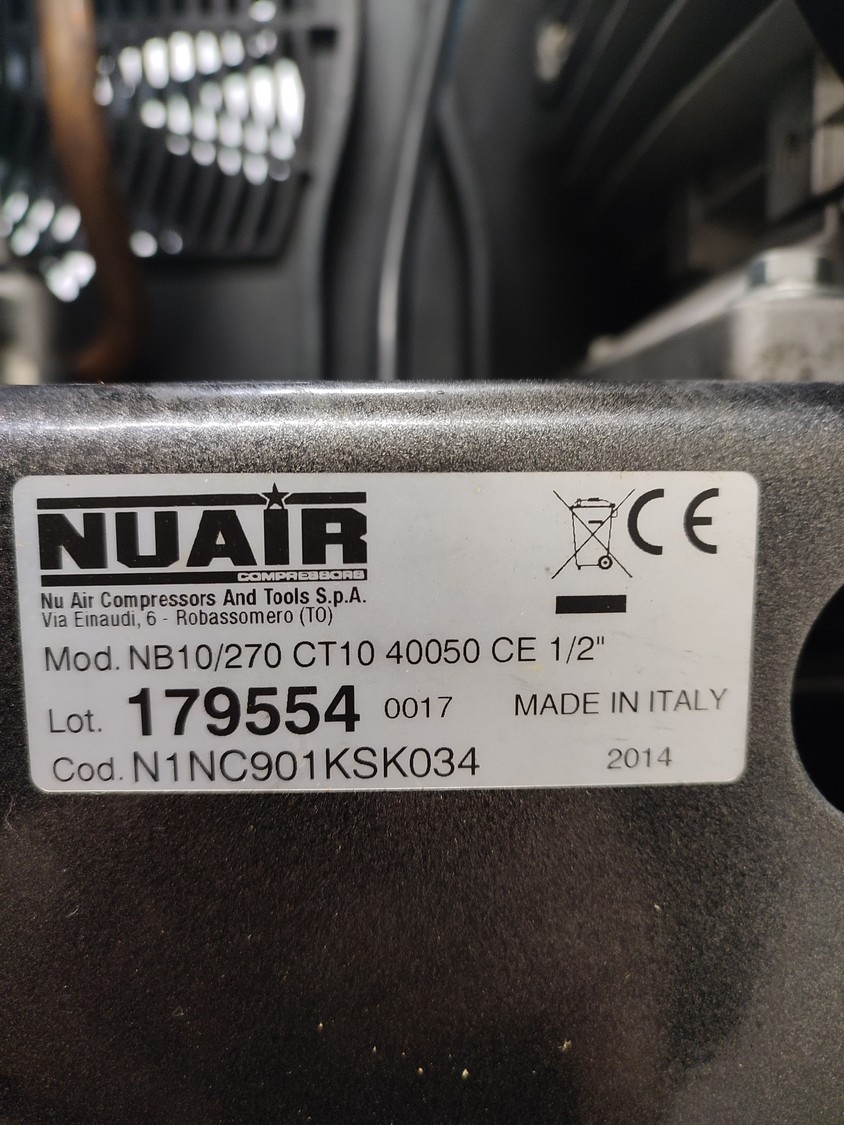 NUAIR
COMPRESSORS
Nu Air Compressors And Tools S.p.A.
Via Einaudi, 6 - Robassomero (TO)
CE
Mod. NB10/270 CT10 40050 CE 1/2"
Lot. 179554 0017 MADE IN ITALY
Cod. N1NC901KSK034 2014